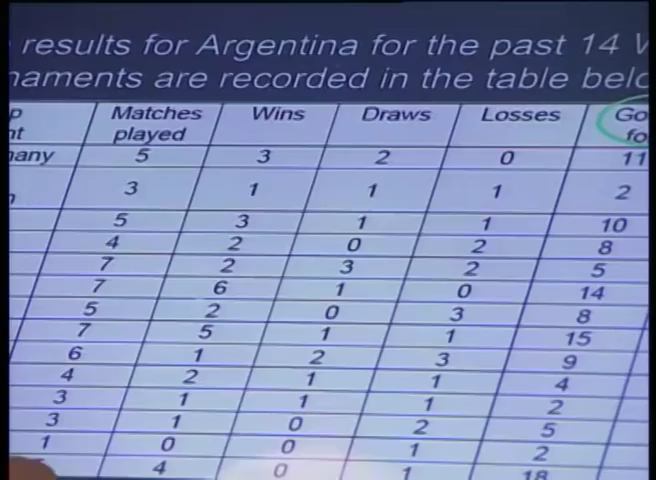 results for Argentina for the past 14
naments are recorded in the table belo
p Matches Wins Draws Losses Go
nt played fo
many 5 3 2 0 11
3 1 1 1 2
5 3 1 1 10
4 2 0 2 8
7 2 3 2 5
7 6 1 0 14
5 2 0 3 8
7 5 1 1 15
6 1 2 3 9
4 2 1 1 4
3 1 1 1 2
3 1 0 2 5
1 0 0 1 2
4 0 1 18